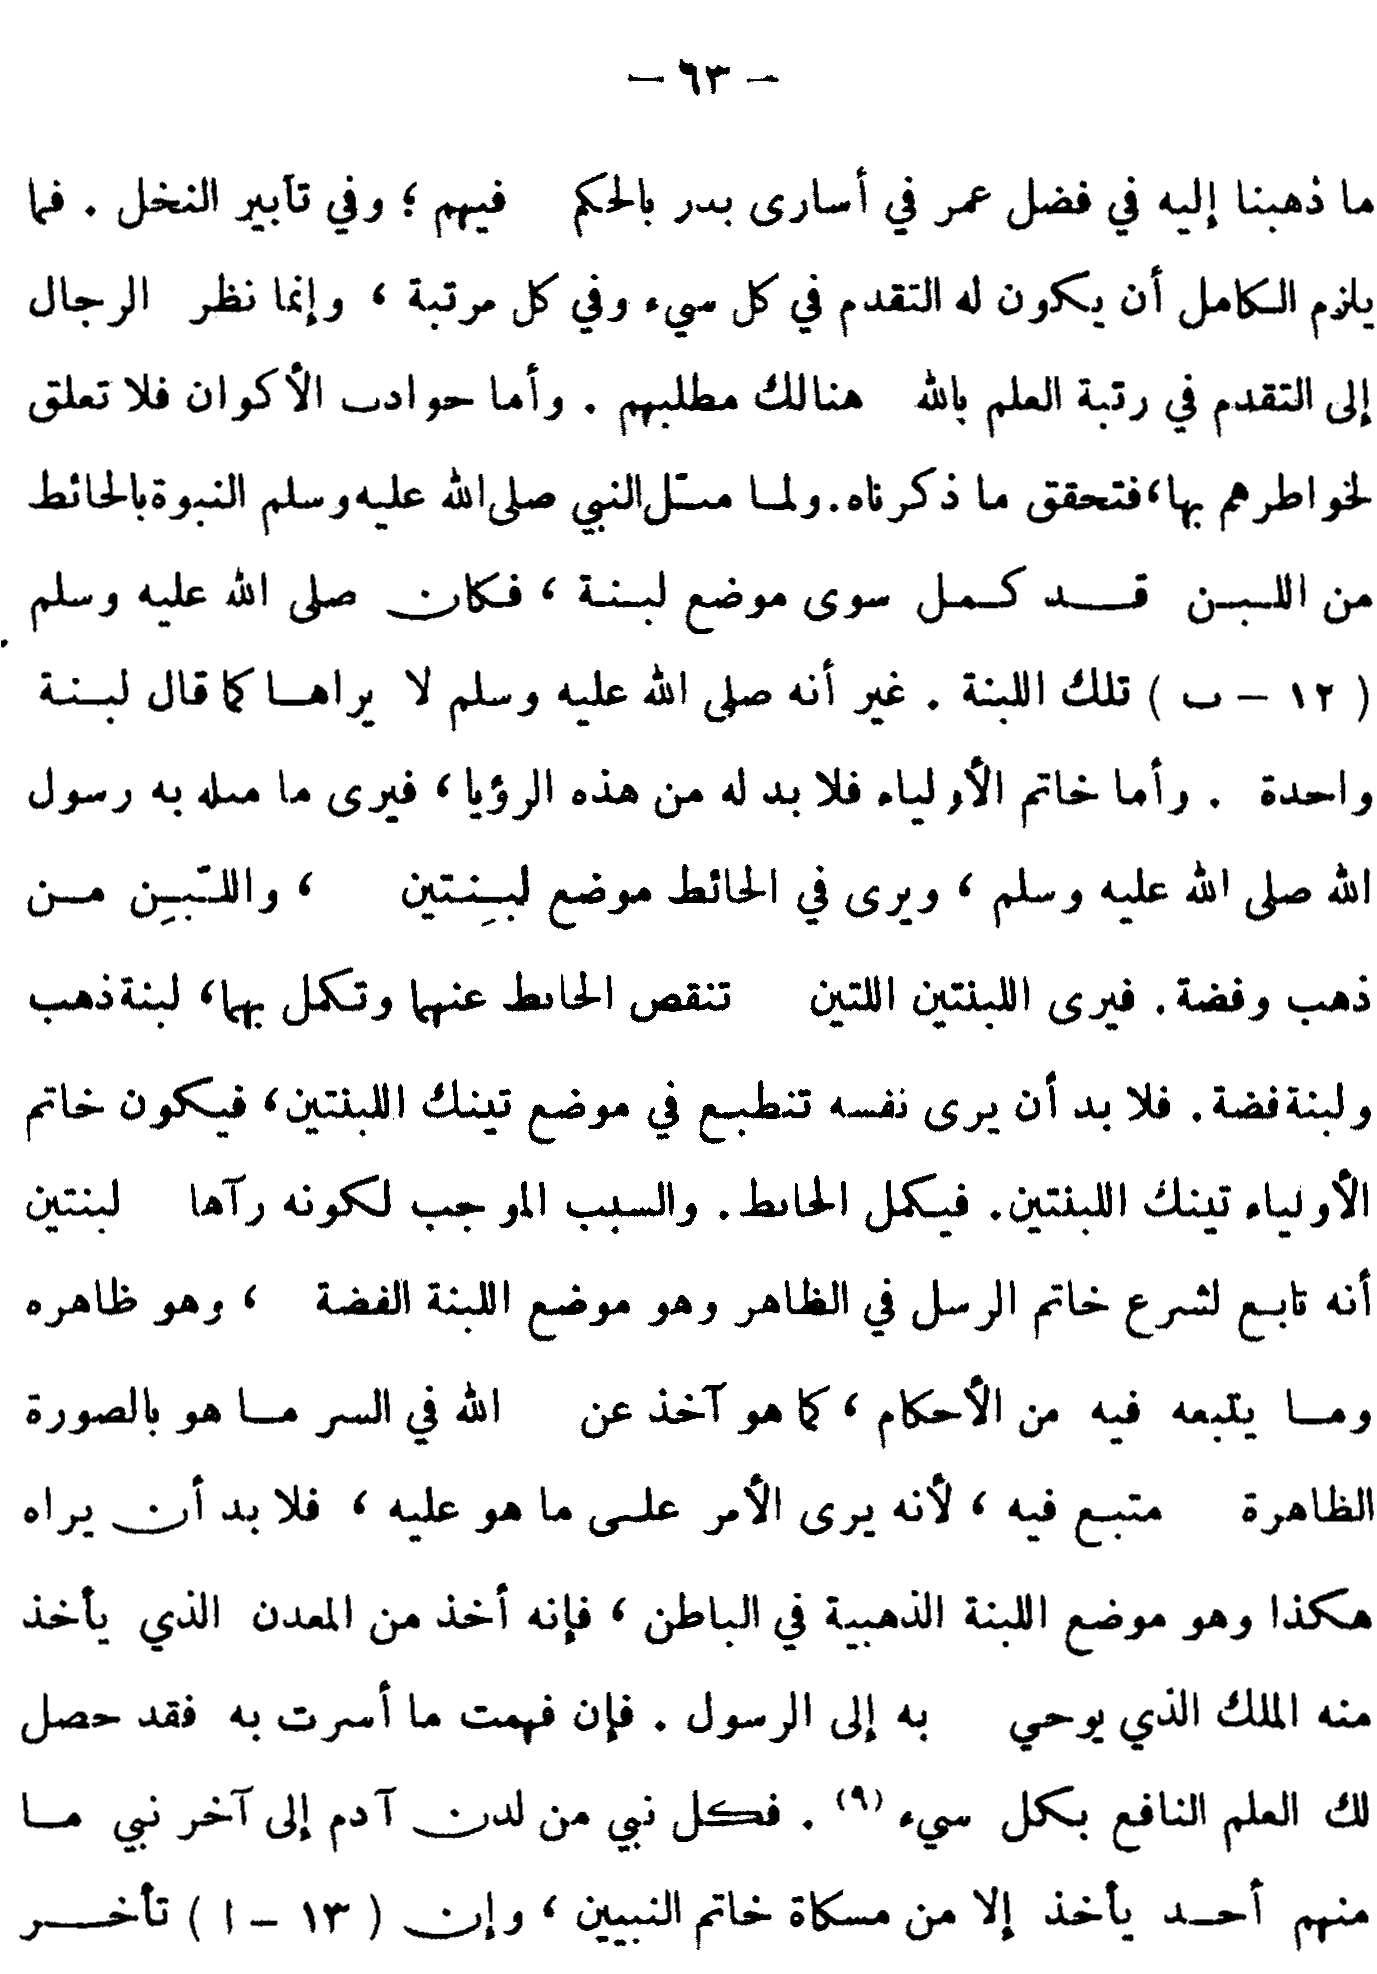 — ٦٣ —
ما ذهبنا إليه في فضل عمر في أسارى بدر بالحكم فيهم ؛ وفي تأبير النخل . فما
يلزم الكامل أن يكون له التقدم في كل شيء وفي كل مرتبة ، وإنما نظر الرجال
إلى التقدم في رتبة العلم بالله هنالك مطلبهم . وأما حوادث الأكوان فلا تعلق
لخواطرهم بها، فتحقق ما ذكرناه. ولما مثّل النبي صلى الله عليه وسلم النبوة بالحائط
من اللبن قد كمل سوى موضع لبنة ، فكان صلى الله عليه وسلم
( ١٢ – ب ) تلك اللبنة . غير أنه صلى الله عليه وسلم لا يراها كما قال لبنة
واحدة . وأما خاتم الأولياء فلا بد له من هذه الرؤيا ، فيرى ما مثله به رسول
الله صلى الله عليه وسلم ، ويرى في الحائط موضع لبِنتين ، واللّبِن من
ذهب وفضة . فيرى اللبنتين اللتين تنقص الحائط عنهما وتكمل بهما، لبنة ذهب
ولبنة فضة . فلا بد أن يرى نفسه تنطبع في موضع تينك اللبنتين، فيكون خاتم
الأولياء تينك اللبنتين. فيكمل الحائط . والسبب الموجب لكونه رآها لبنتين
أنه تابع لشرع خاتم الرسل في الظاهر وهو موضع اللبنة الفضة ، وهو ظاهره
وما يتبعه فيه من الأحكام ، كما هو آخذ عن الله في السر ما هو بالصورة
الظاهرة متبع فيه ، لأنه يرى الأمر على ما هو عليه ، فلا بد أن يراه
هكذا وهو موضع اللبنة الذهبية في الباطن ، فإنه أخذ من المعدن الذي يأخذ
منه الملك الذي يوحي به إلى الرسول . فإن فهمت ما أشرت به فقد حصل
لك العلم النافع بكل شيء (٩) . فكل نبي من لدن آدم إلى آخر نبي ما
منهم أحد يأخذ إلا من مشكاة خاتم النبيين ، وإن ( ١٣ – ا ) تأخر